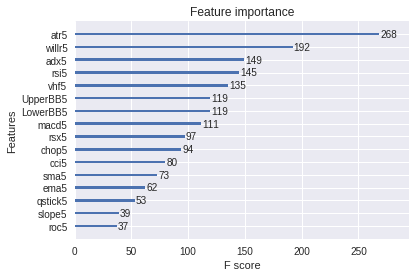 Feature importance
atr5 268
willr5 192
adx5 149
rsi5 145
vhf5 135
UpperBB5 119
LowerBB5 119
macd5 111
rsx5 97
chop5 94
cci5 80
sma5 73
ema5 62
qstick5 53
slope5 39
roc5 37
0 50 100 150 200 250
F score
Features